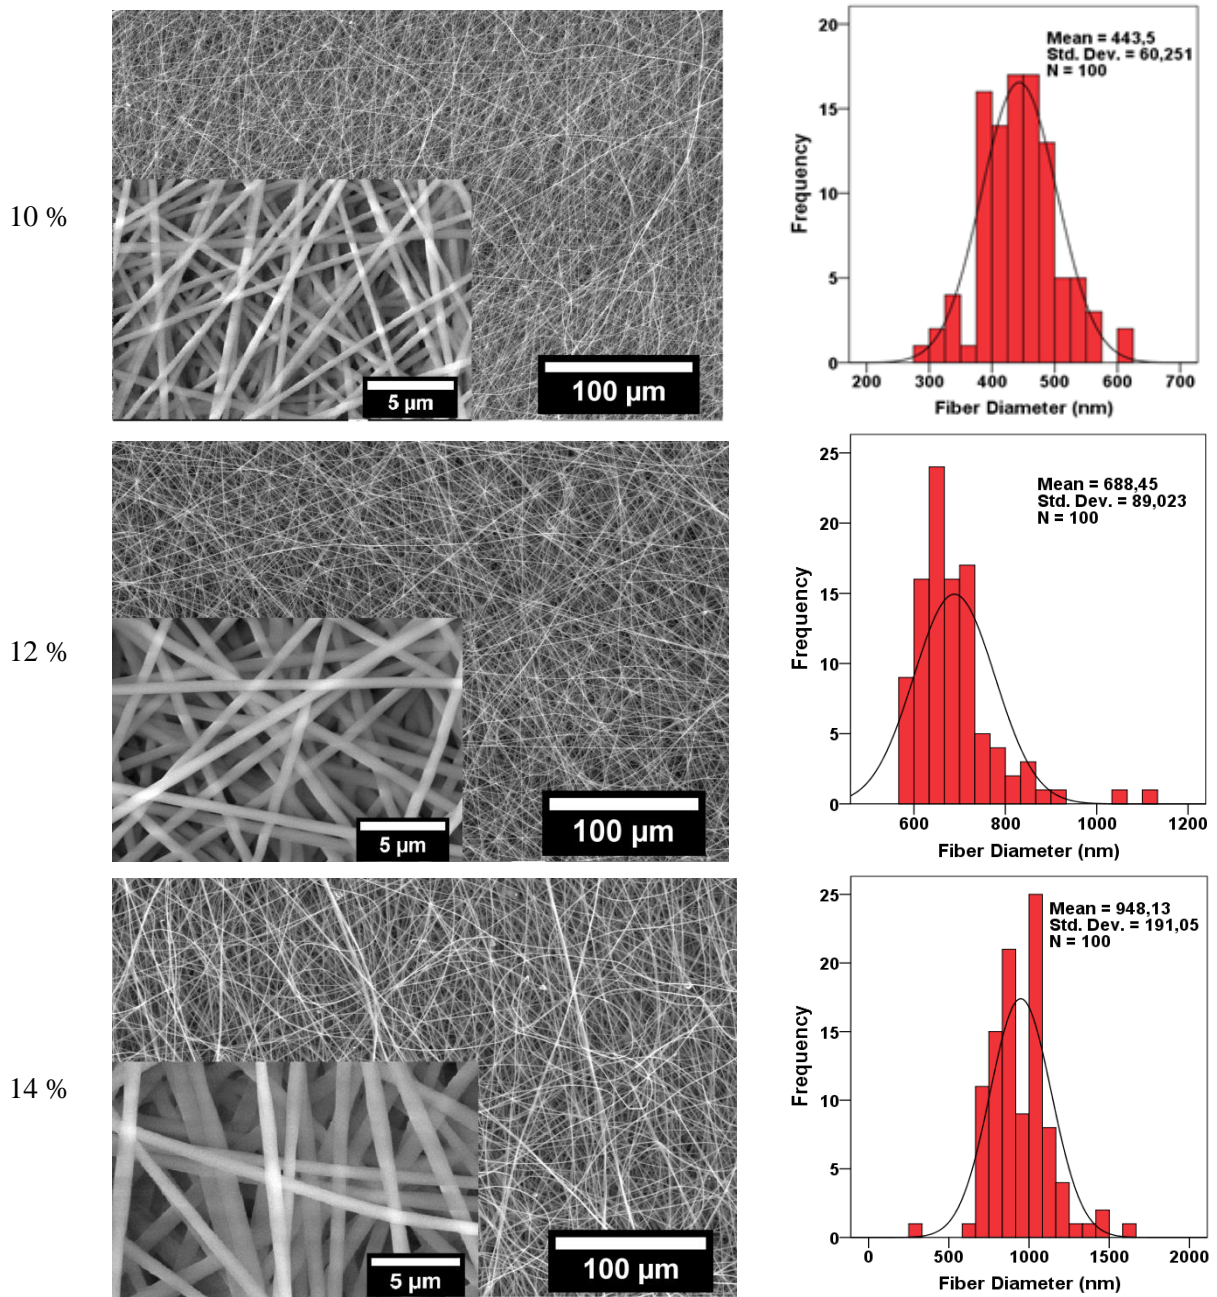 10 %
5 µm
100 µm
20
15
10
5
0
Frequency
Mean = 443,5
Std. Dev. = 60,251
N = 100
200 300 400 500 600 700
Fiber Diameter (nm)
12 %
5 µm
100 µm
25
20
15
10
5
0
Frequency
Mean = 688,45
Std. Dev. = 89,023
N = 100
600 800 1000 1200
Fiber Diameter (nm)
14 %
5 µm
100 µm
25
20
15
10
5
0
Frequency
Mean = 948,13
Std. Dev. = 191,05
N = 100
0 500 1000 1500 2000
Fiber Diameter (nm)